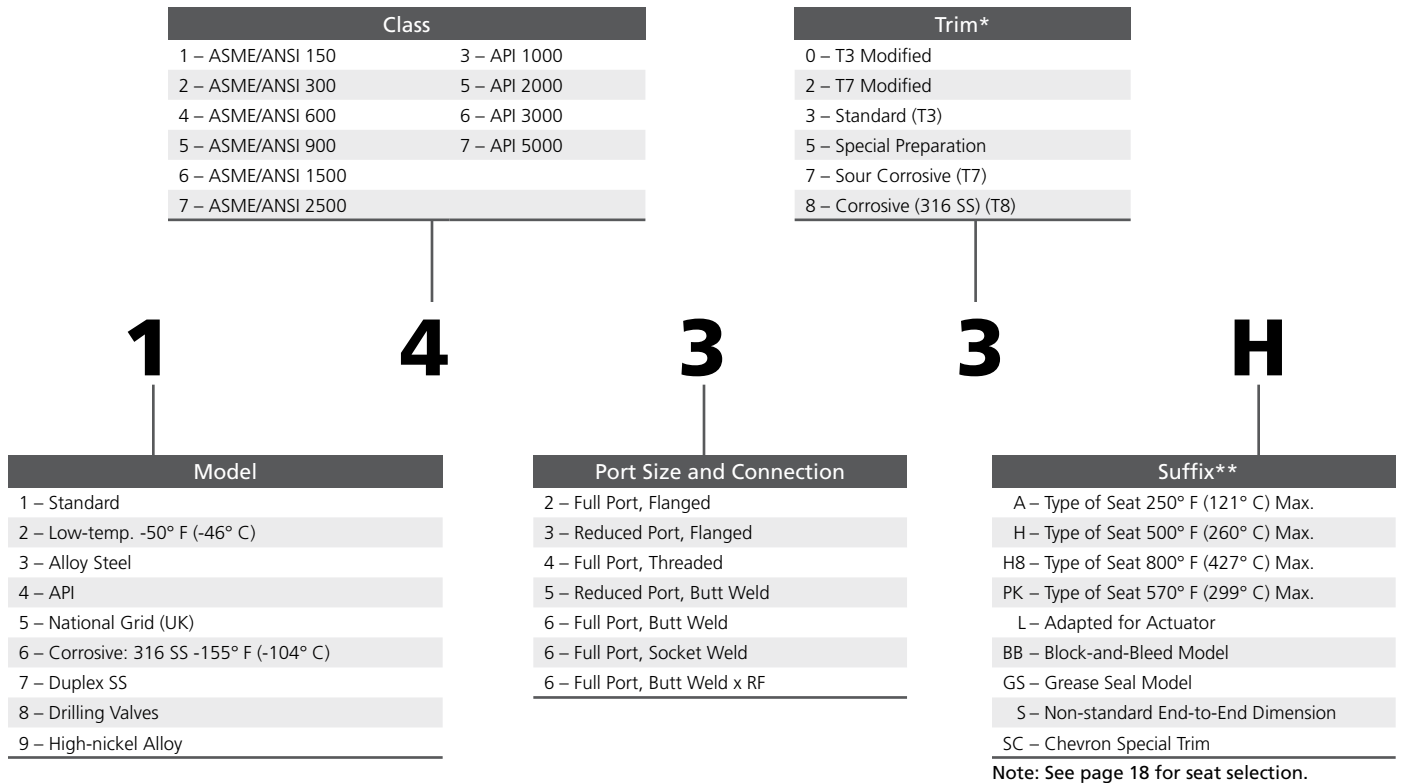 Class
1 – ASME/ANSI 150 3 – API 1000
2 – ASME/ANSI 300 5 – API 2000
4 – ASME/ANSI 600 6 – API 3000
5 – ASME/ANSI 900 7 – API 5000
6 – ASME/ANSI 1500
7 – ASME/ANSI 2500
Trim*
0 – T3 Modified
2 – T7 Modified
3 – Standard (T3)
5 – Special Preparation
7 – Sour Corrosive (T7)
8 – Corrosive (316 SS) (T8)
1 4 3 3 H
Model
1 – Standard
2 – Low-temp. -50° F (-46° C)
3 – Alloy Steel
4 – API
5 – National Grid (UK)
6 – Corrosive: 316 SS -155° F (-104° C)
7 – Duplex SS
8 – Drilling Valves
9 – High-nickel Alloy
Port Size and Connection
2 – Full Port, Flanged
3 – Reduced Port, Flanged
4 – Full Port, Threaded
5 – Reduced Port, Butt Weld
6 – Full Port, Butt Weld
6 – Full Port, Socket Weld
6 – Full Port, Butt Weld x RF
Suffix**
A – Type of Seat 250° F (121° C) Max.
H – Type of Seat 500° F (260° C) Max.
H8 – Type of Seat 800° F (427° C) Max.
PK – Type of Seat 570° F (299° C) Max.
L – Adapted for Actuator
BB – Block-and-Bleed Model
GS – Grease Seal Model
S – Non-standard End-to-End Dimension
SC – Chevron Special Trim
Note: See page 18 for seat selection.